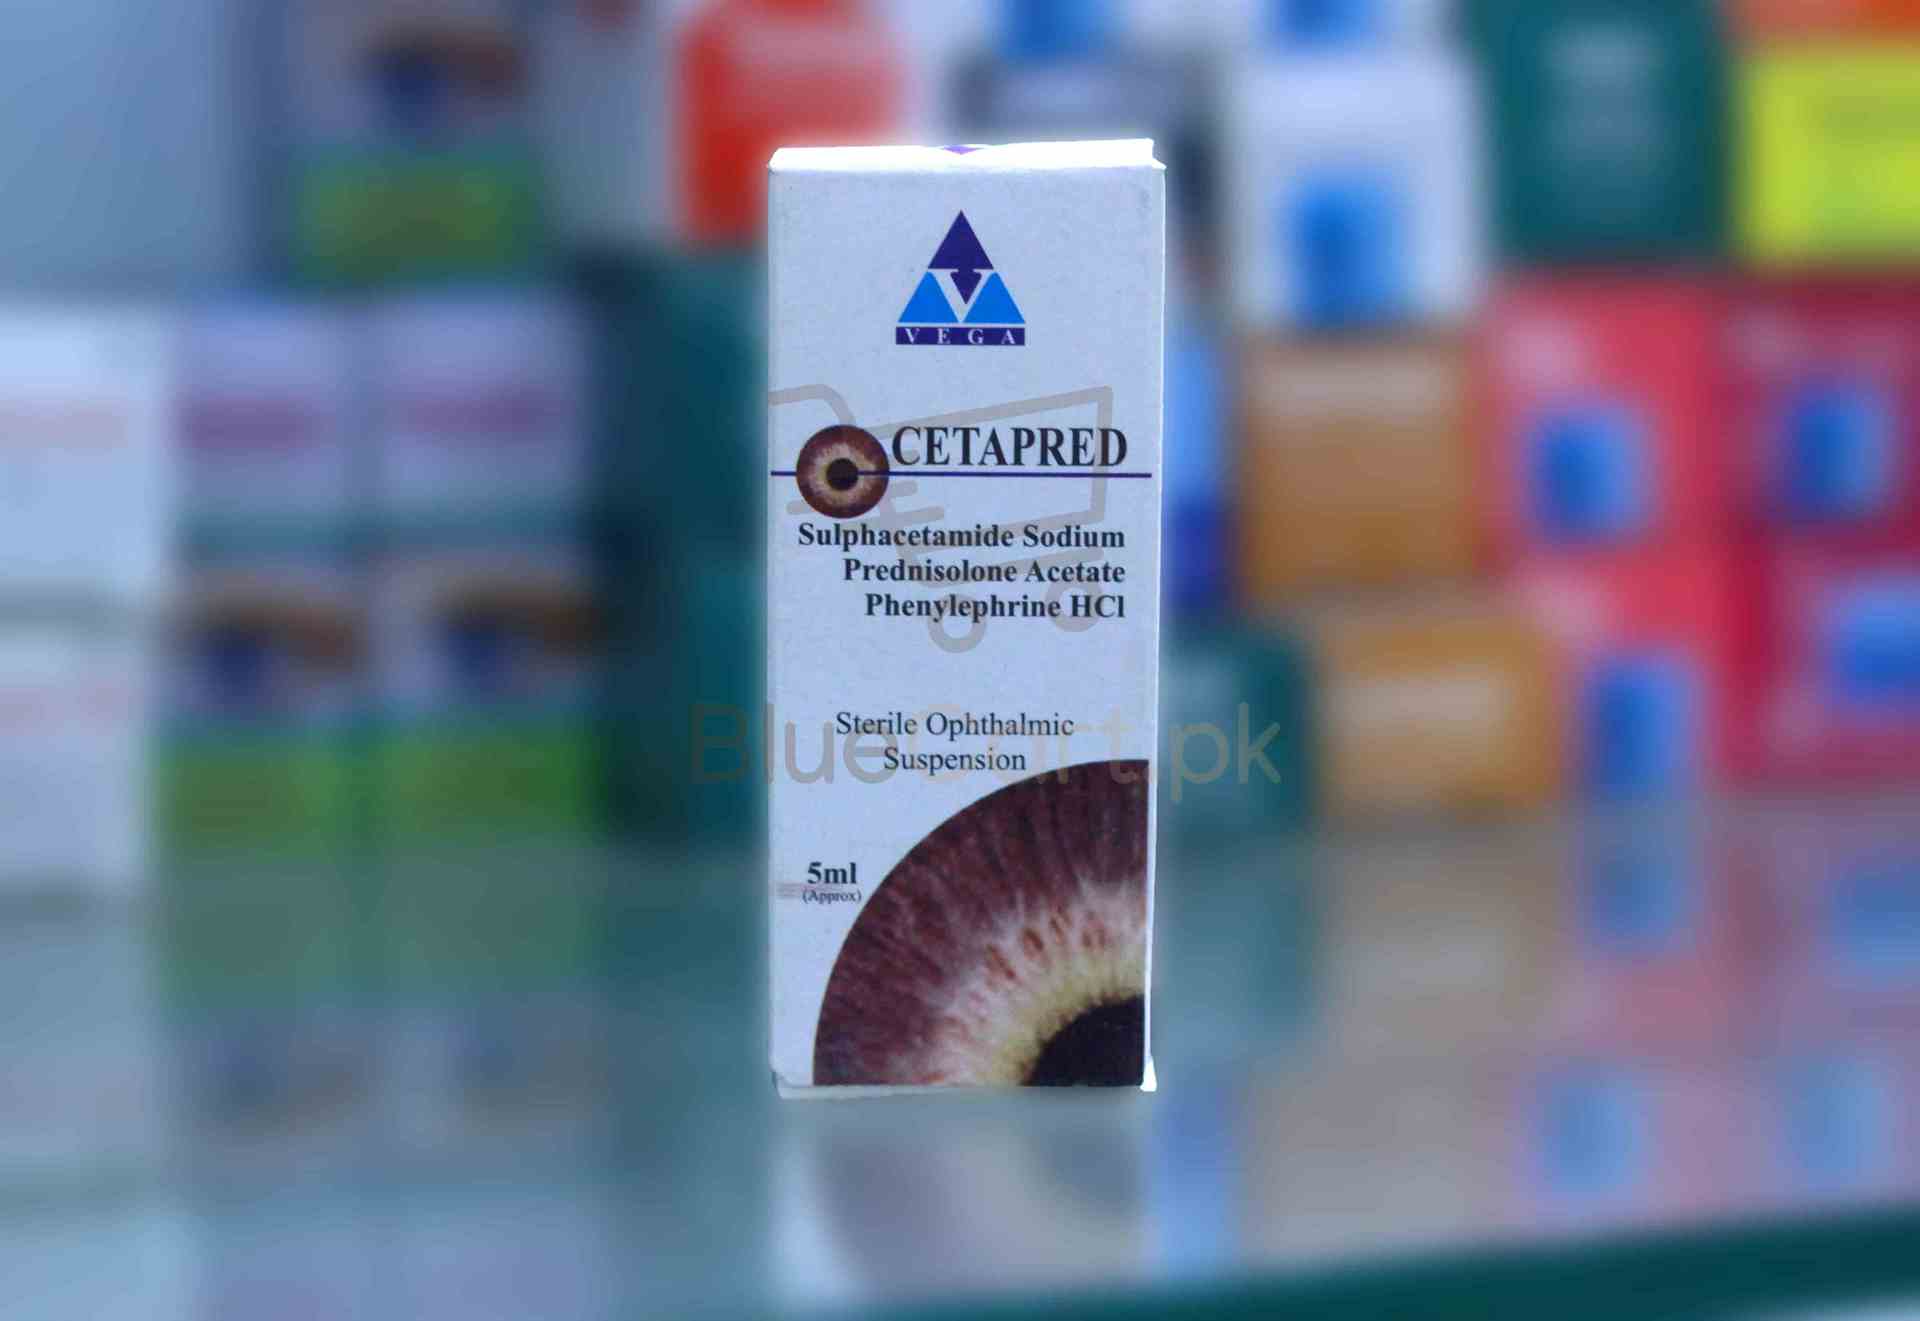 VEGA
CETAPRED
Sulphacetamide Sodium
Prednisolone Acetate
Phenylephrine HCl
Sterile Ophthalmic
Suspension
BlueCart.pk
5ml
(Approx)